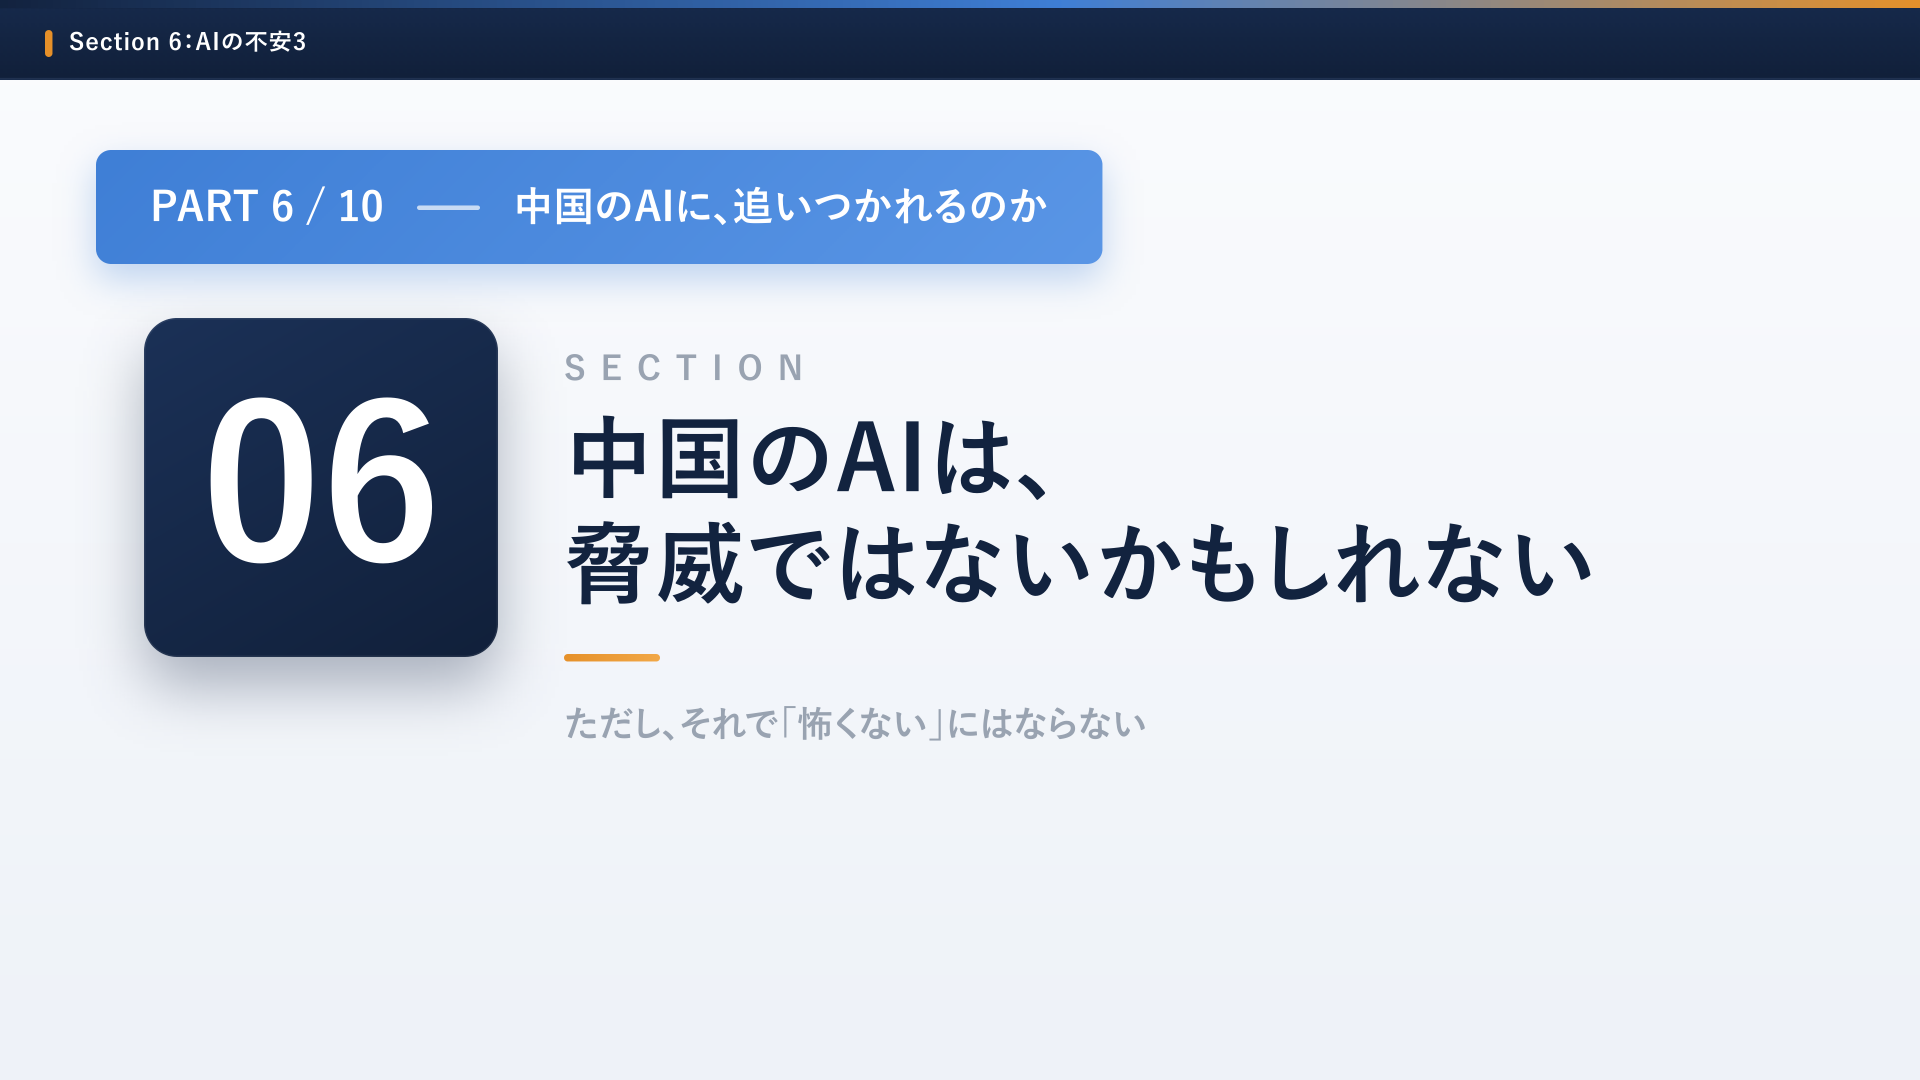 Section 6：AIの不安3
PART 6 / 10 — 中国のAIに、追いつかれるのか
06
SECTION
中国のAIは、
脅威ではないかもしれない
ただし、それで「怖くない」にはならない